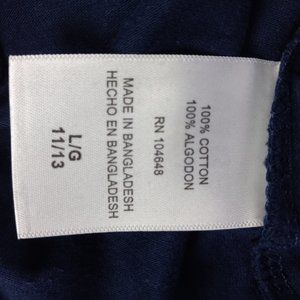 100% COTTON
100% ALGODON
RN 104648
MADE IN BANGLADESH
HECHO EN BANGLADESH
L/G
11/13